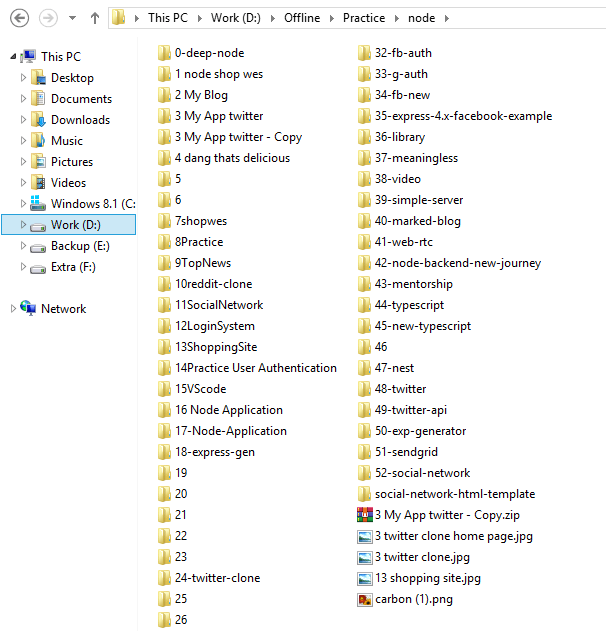 This PC
Work (D:)
Offline
Practice
node
This PC
Desktop
Documents
Downloads
Music
Pictures
Videos
Windows 8.1 (C:
Work (D:)
Backup (E:)
Extra (F:)
Network
0-deep-node
1 node shop wes
2 My Blog
3 My App twitter
3 My App twitter - Copy
4 dang thats delicious
5
6
7shopwes
8Practice
9TopNews
10reddit-clone
11SocialNetwork
12LoginSystem
13ShoppingSite
14Practice User Authentication
15VScode
16 Node Application
17-Node-Application
18-express-gen
19
20
21
22
23
24-twitter-clone
25
26
32-fb-auth
33-g-auth
34-fb-new
35-express-4.x-facebook-example
36-library
37-meaningless
38-video
39-simple-server
40-marked-blog
41-web-rtc
42-node-backend-new-journey
43-mentorship
44-typescript
45-new-typescript
46
47-nest
48-twitter
49-twitter-api
50-exp-generator
51-sendgrid
52-social-network
social-network-html-template
3 My App twitter - Copy.zip
3 twitter clone home page.jpg
3 twitter clone.jpg
13 shopping site.jpg
carbon (1).png